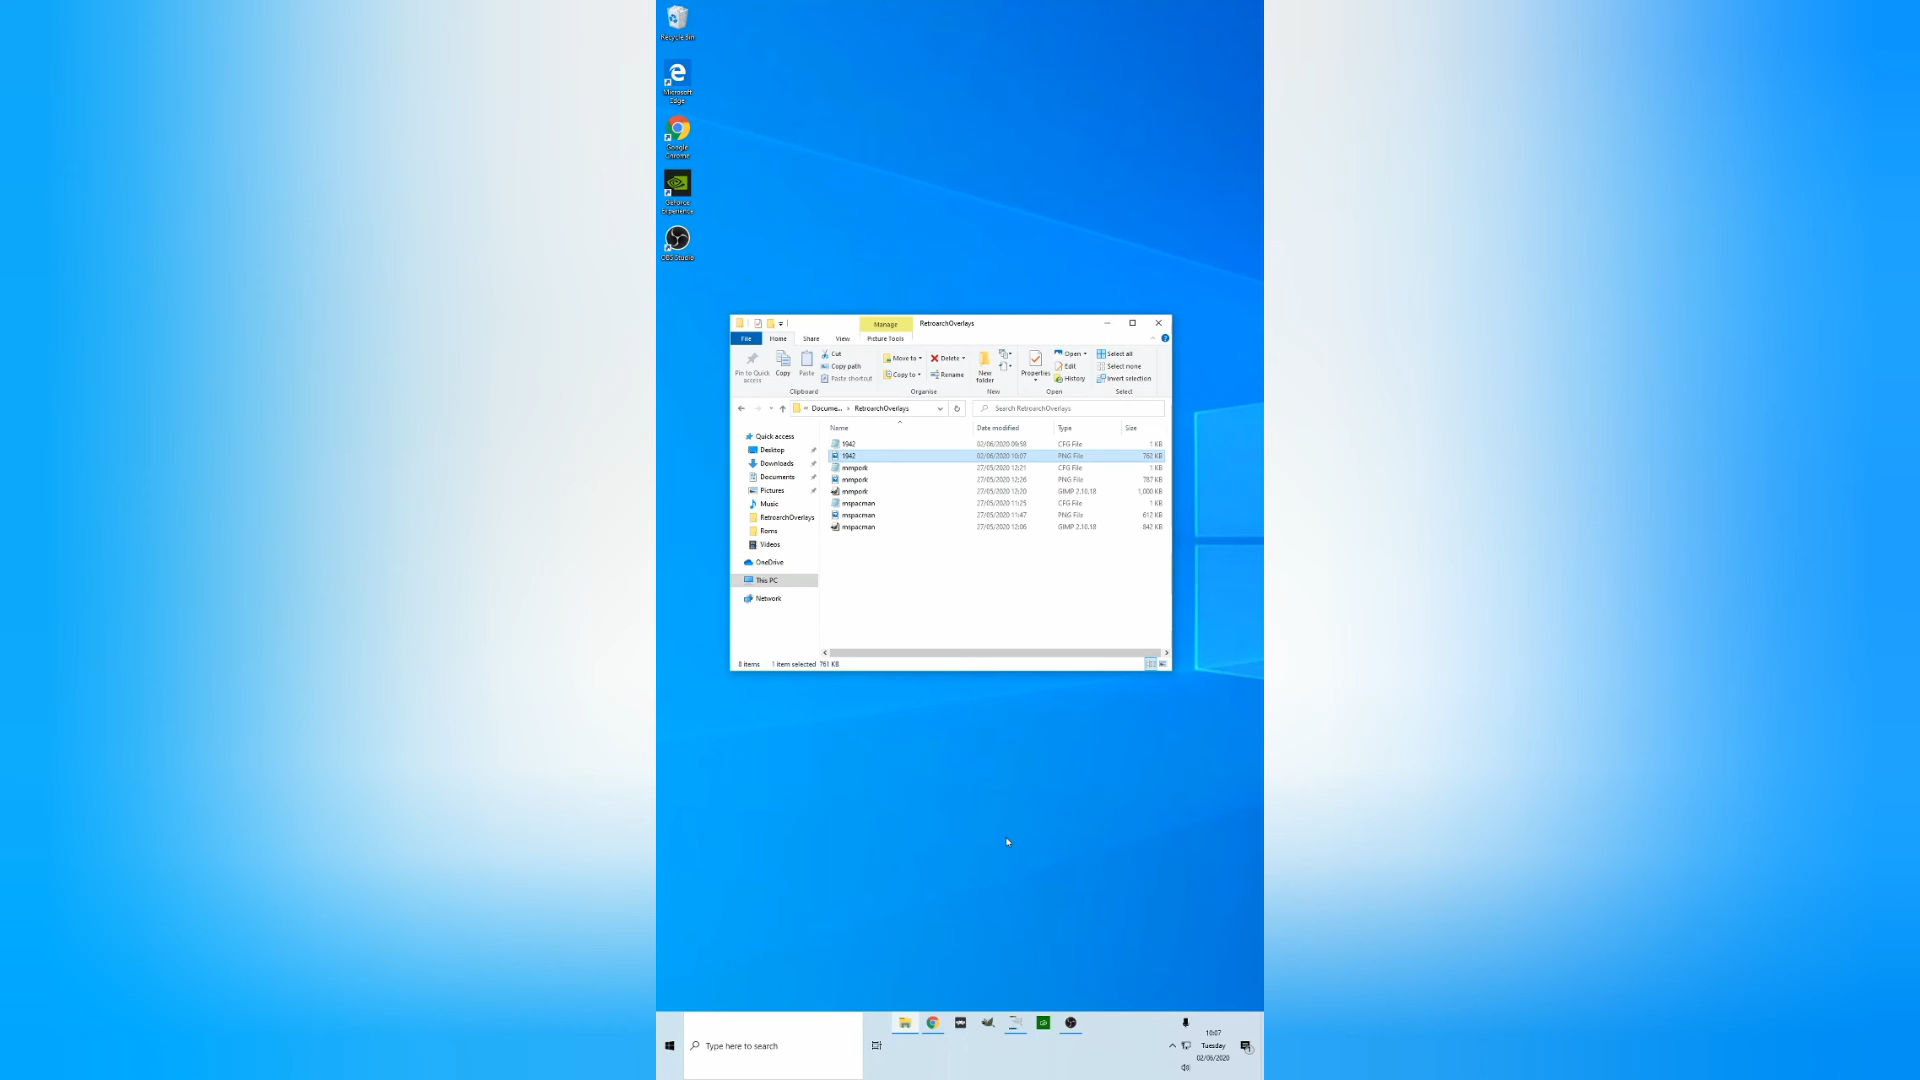 Recycle Bin
Microsoft
Edge
Google
Chrome
GeForce
Experience
OBS Studio
Manage
RetroarchOverlays
File
Home
Share
View
Picture Tools
Pin to Quick
access
Copy
Paste
Cut
Copy path
Paste shortcut
Clipboard
Move to
Copy to
Delete
Rename
Organise
New
folder
New
Properties
Open
Edit
History
Open
Select all
Select none
Invert selection
Select
Docume... › RetroarchOverlays
Search RetroarchOverlays
Name Date modified Type Size
Quick access
Desktop
Downloads
Documents
Pictures
Music
RetroarchOverlays
Roms
Videos
OneDrive
This PC
Network
1942 02/06/2020 09:58 CFG File 1 KB
1942 02/06/2020 10:07 PNG File 762 KB
mmpork 27/05/2020 12:21 CFG File 1 KB
mmpork 27/05/2020 12:26 PNG File 787 KB
mmpork 27/05/2020 12:20 GIMP 2.10.18 1,000 KB
mspacman 27/05/2020 11:25 CFG File 1 KB
mspacman 27/05/2020 11:47 PNG File 612 KB
mspacman 27/05/2020 12:06 GIMP 2.10.18 842 KB
8 items 1 item selected 761 KB
Type here to search
10:07
Tuesday
02/06/2020